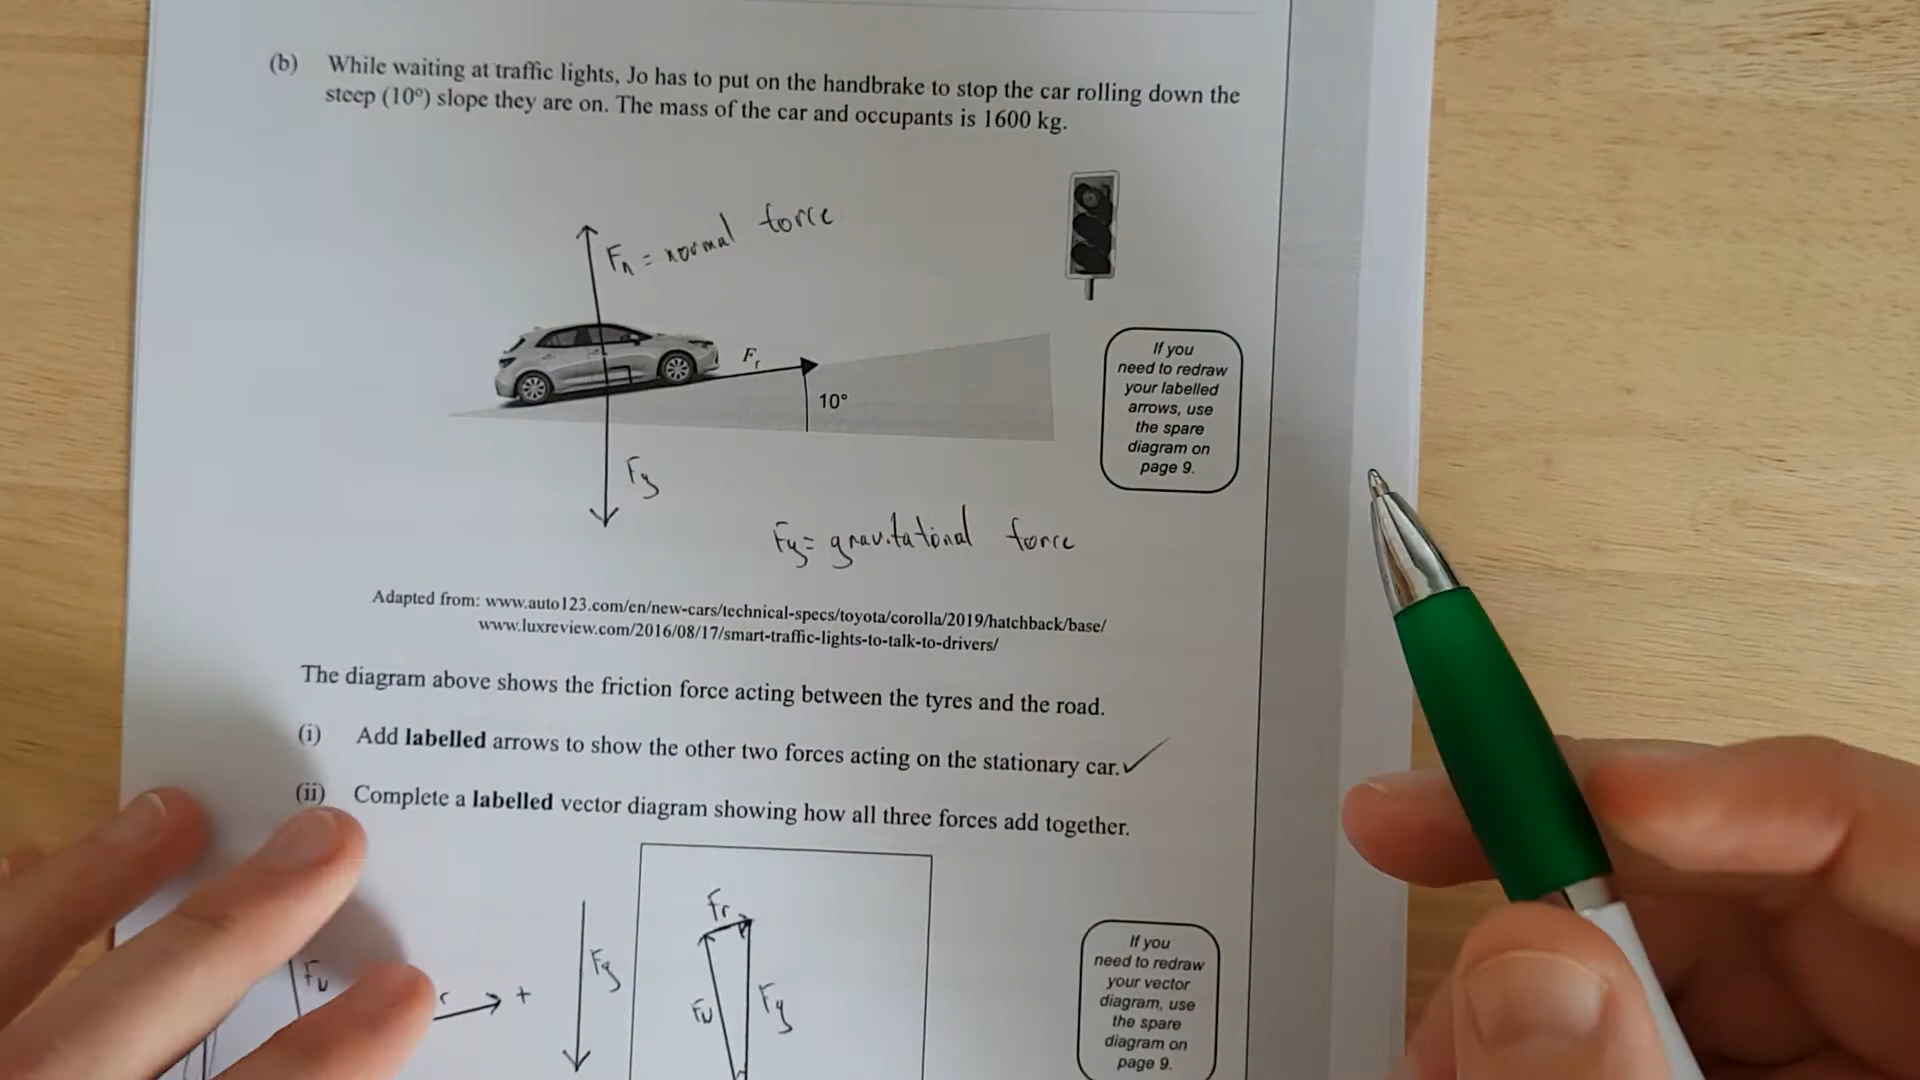 (b) While waiting at traffic lights, Jo has to put on the handbrake to stop the car rolling down the
steep (10°) slope they are on. The mass of the car and occupants is 1600 kg.
Fn = normal force
Fr
10°
If you
need to redraw
your labelled
arrows, use
the spare
diagram on
page 9.
Fg
Fg = gravitational force
Adapted from: www.auto123.com/en/new-cars/technical-specs/toyota/corolla/2019/hatchback/base/
www.luxreview.com/2016/08/17/smart-traffic-lights-to-talk-to-drivers/
The diagram above shows the friction force acting between the tyres and the road.
(i) Add labelled arrows to show the other two forces acting on the stationary car.
(ii) Complete a labelled vector diagram showing how all three forces add together.
Fr
Fg
+
Fg
If you
need to redraw
your vector
diagram, use
the spare
diagram on
page 9.